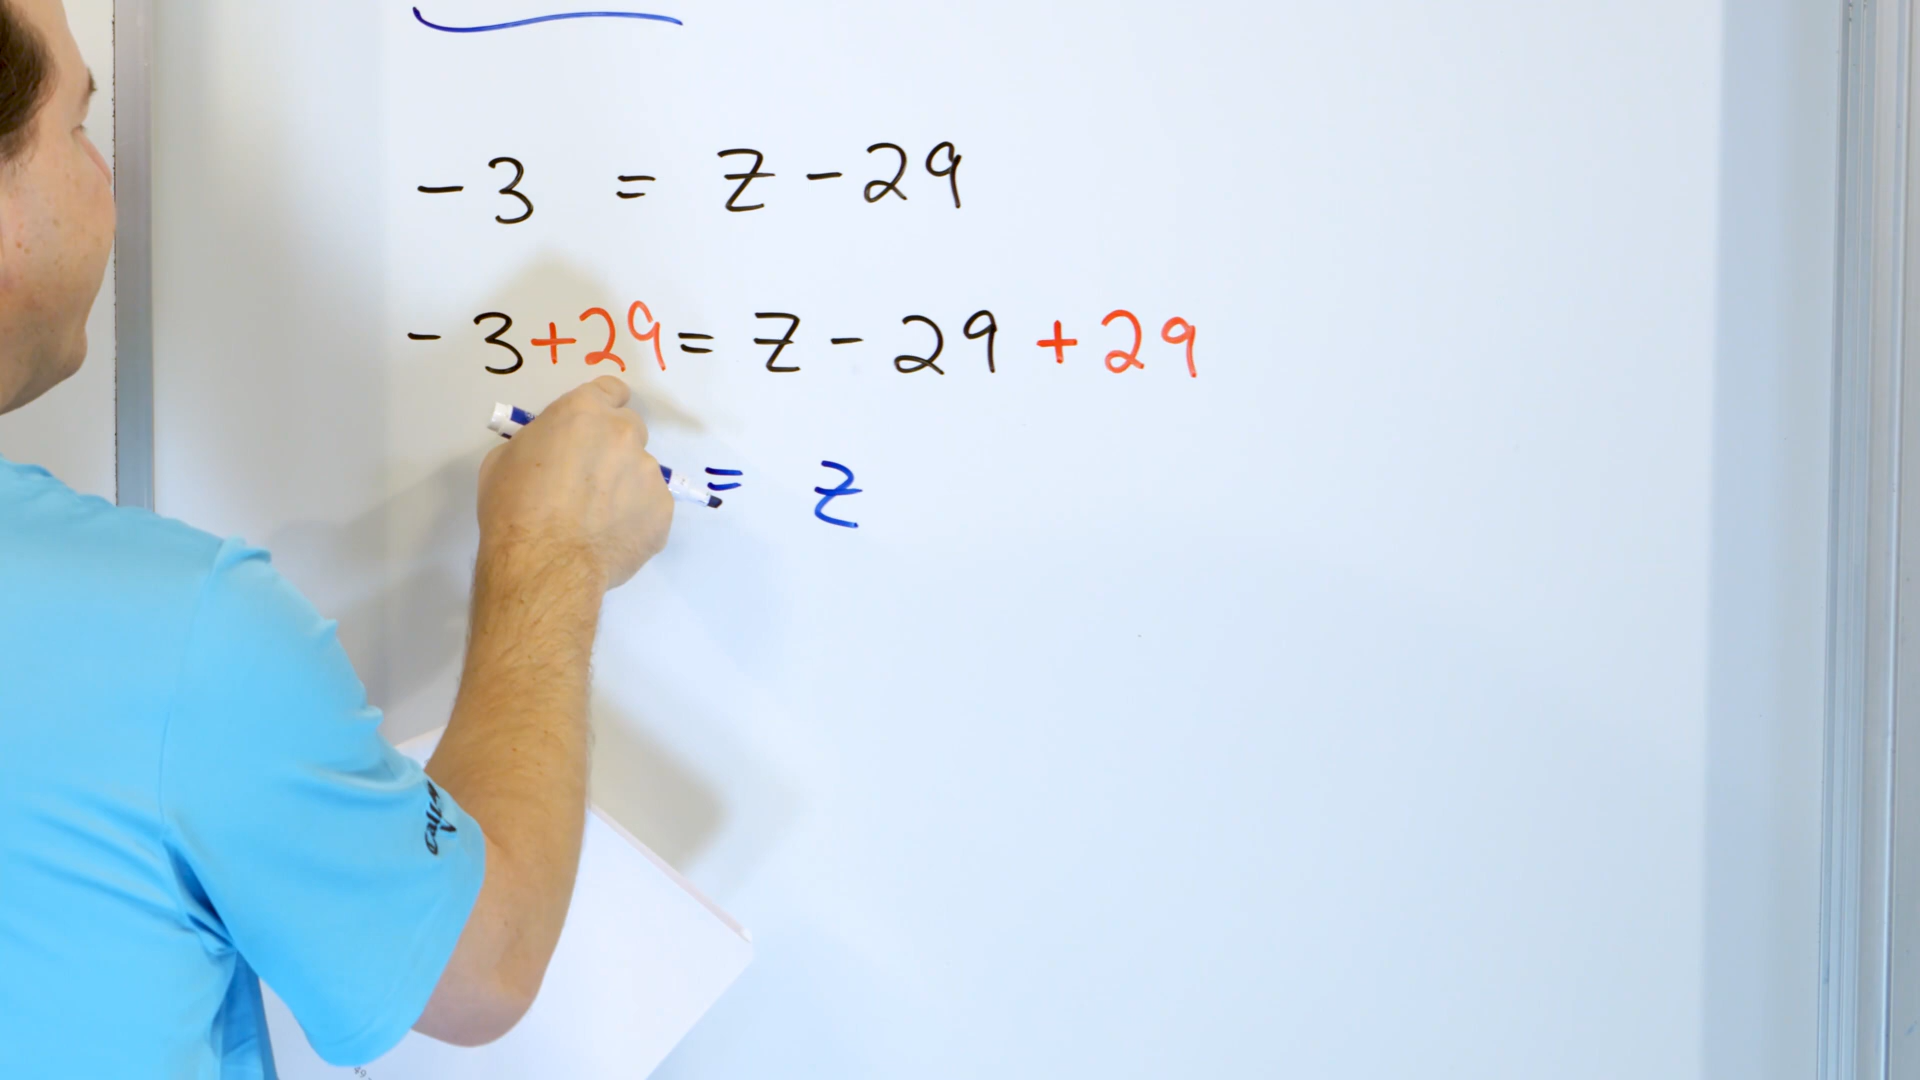 -3 = z - 29
-3 + 29 = z - 29 + 29
= z